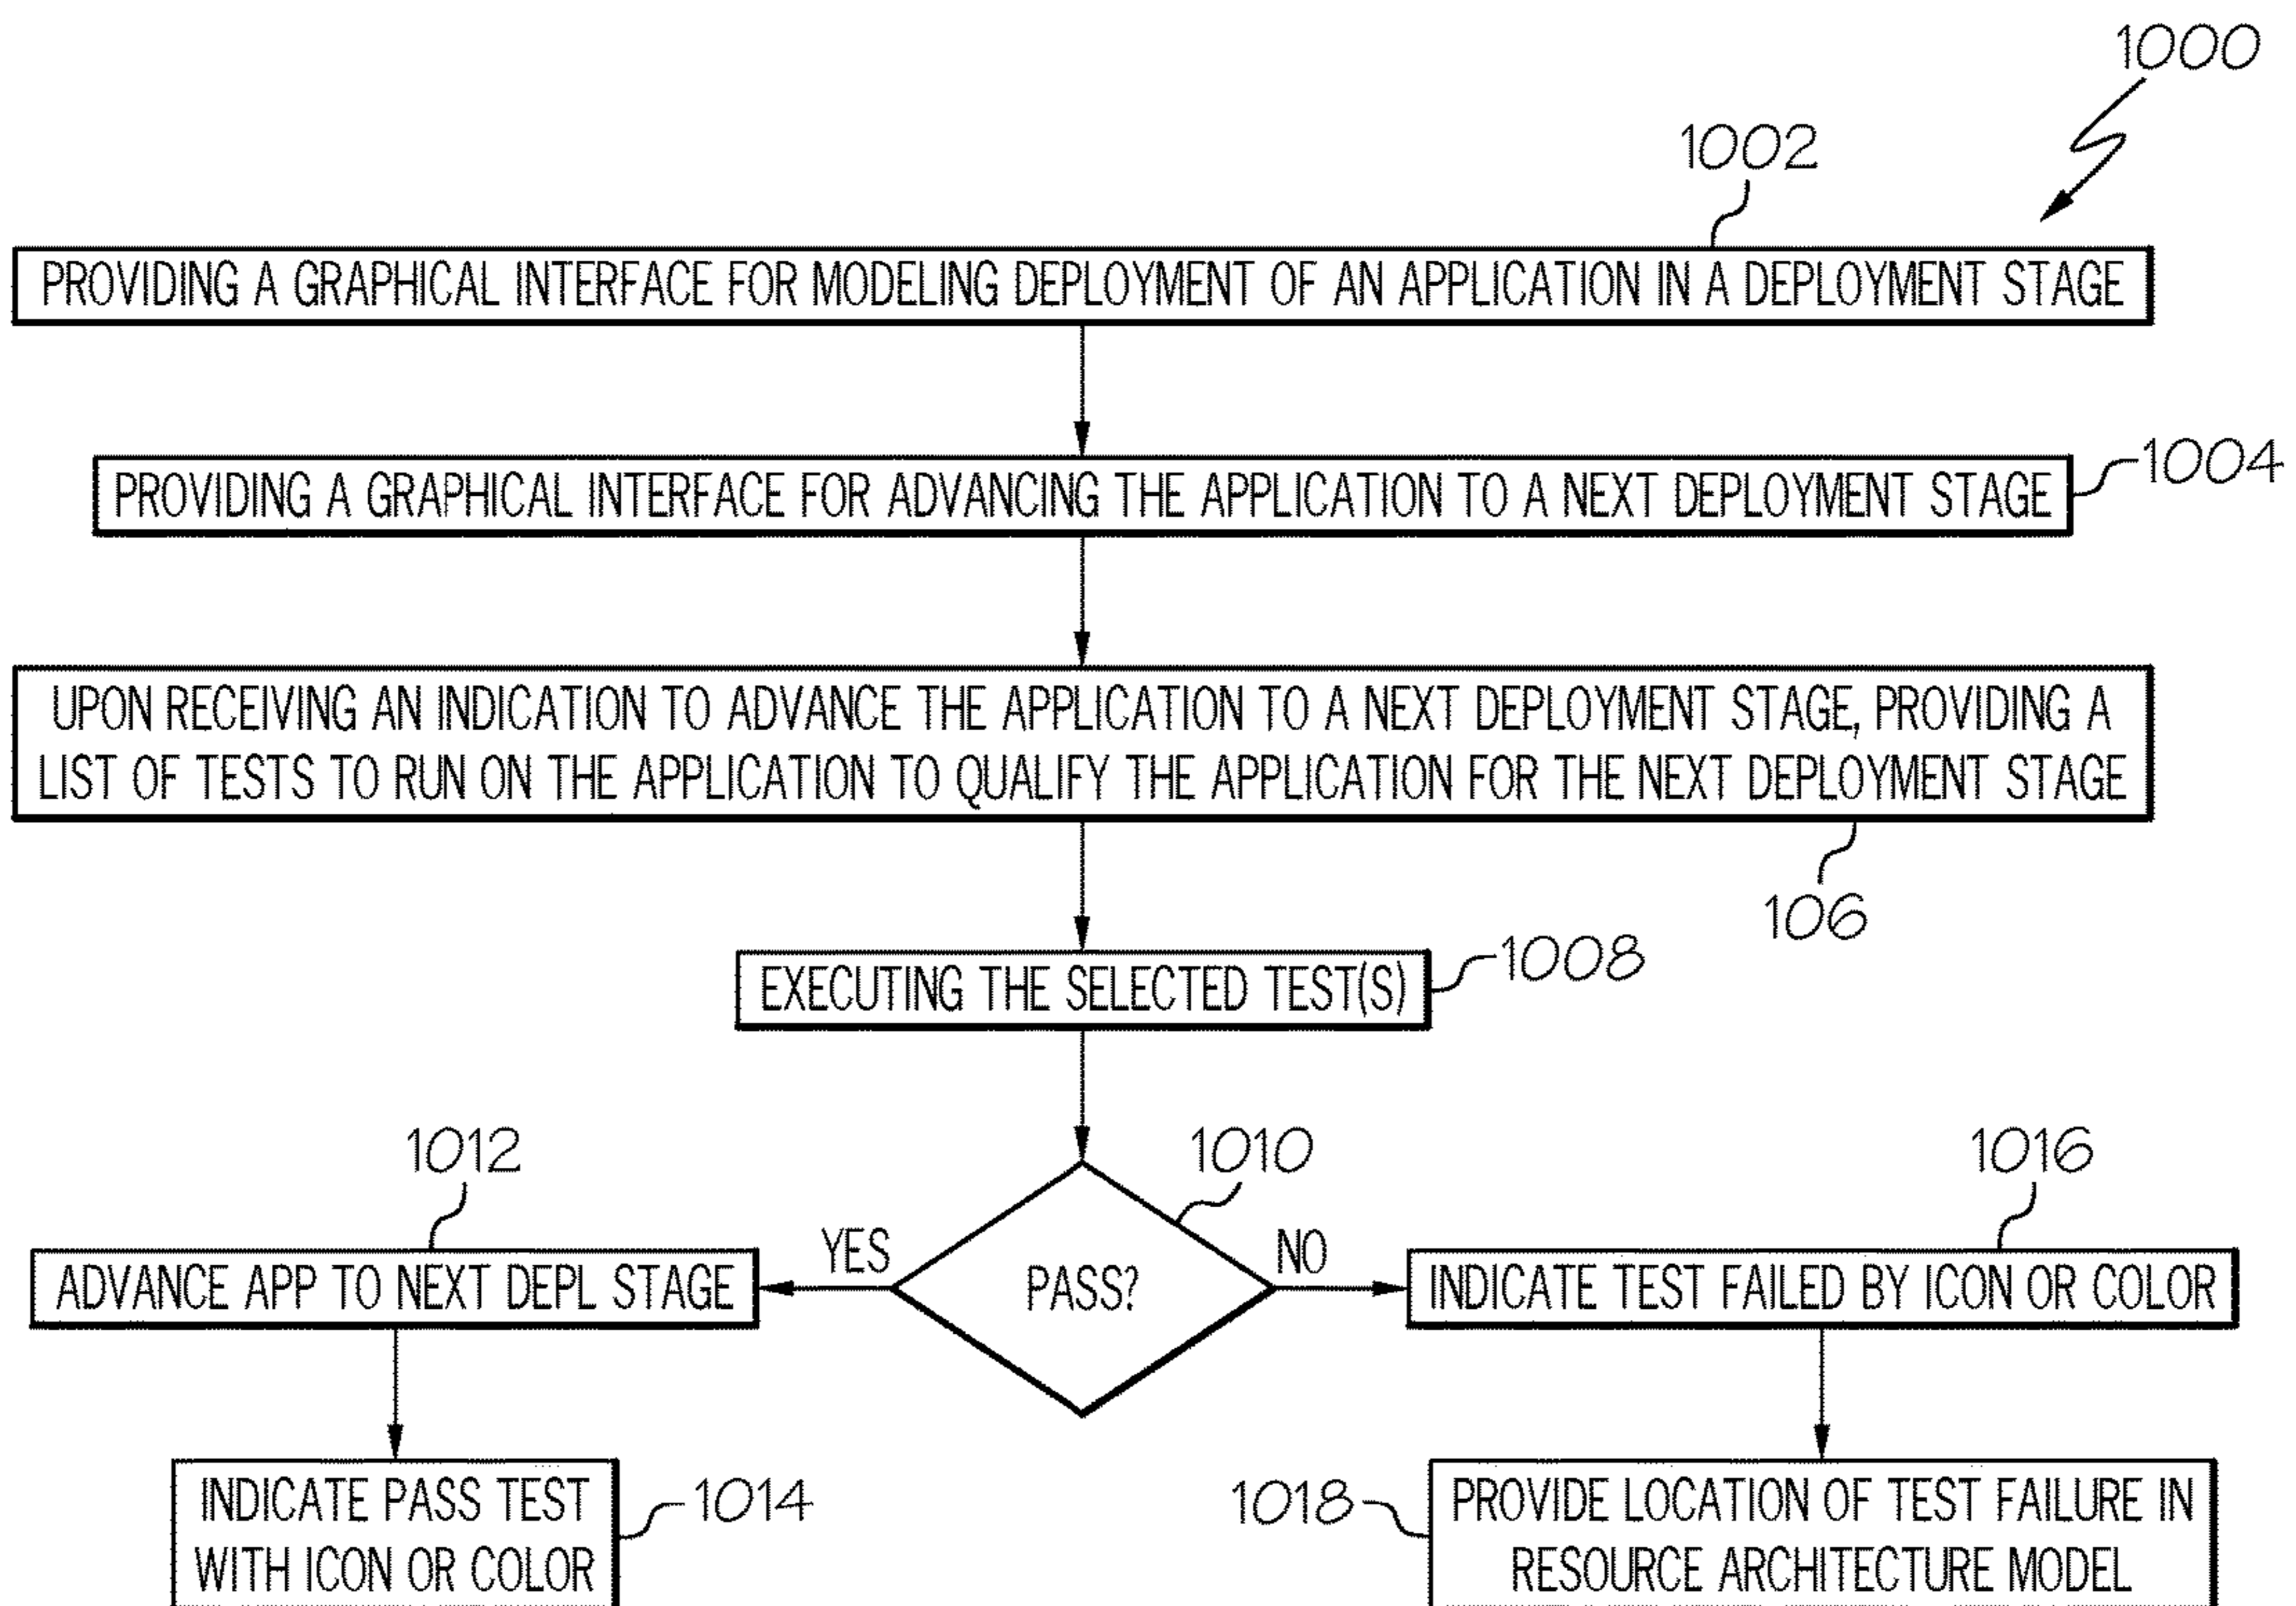 1000
1002
PROVIDING A GRAPHICAL INTERFACE FOR MODELING DEPLOYMENT OF AN APPLICATION IN A DEPLOYMENT STAGE
PROVIDING A GRAPHICAL INTERFACE FOR ADVANCING THE APPLICATION TO A NEXT DEPLOYMENT STAGE
1004
UPON RECEIVING AN INDICATION TO ADVANCE THE APPLICATION TO A NEXT DEPLOYMENT STAGE, PROVIDING A
LIST OF TESTS TO RUN ON THE APPLICATION TO QUALIFY THE APPLICATION FOR THE NEXT DEPLOYMENT STAGE
106
EXECUTING THE SELECTED TEST(S)
1008
1012
1010
1016
ADVANCE APP TO NEXT DEPL STAGE
YES
PASS?
NO
INDICATE TEST FAILED BY ICON OR COLOR
INDICATE PASS TEST
WITH ICON OR COLOR
1014
1018
PROVIDE LOCATION OF TEST FAILURE IN
RESOURCE ARCHITECTURE MODEL